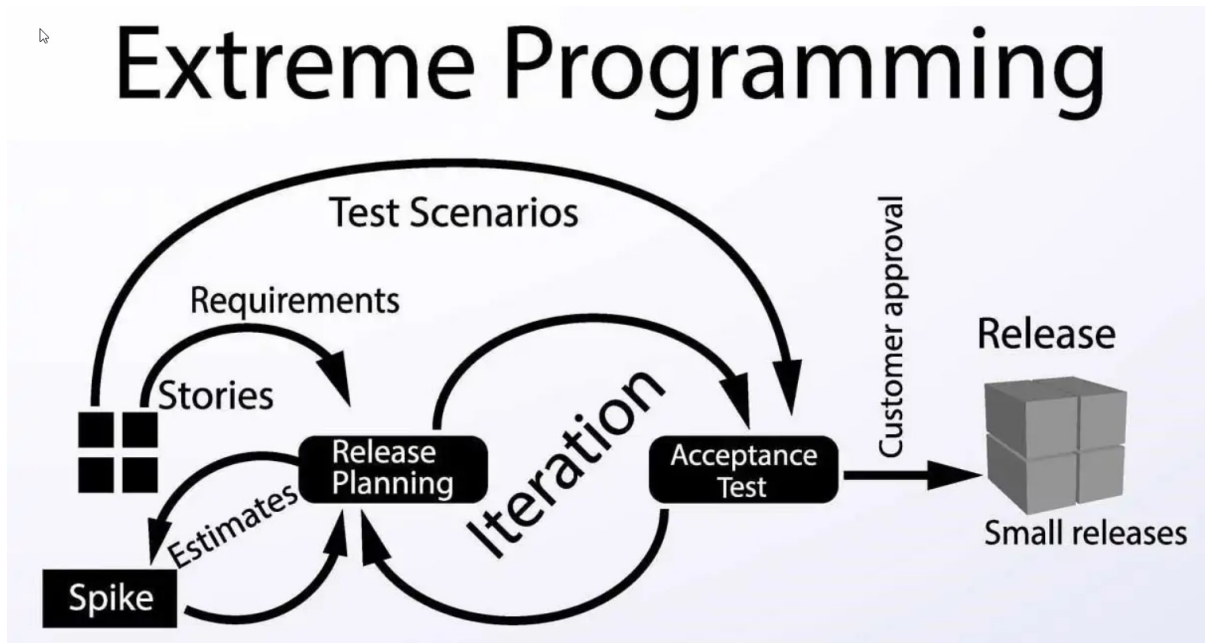 Extreme Programming
Test Scenarios
Requirements
Stories
Release
Planning
Estimates
Spike
Iteration
Acceptance
Test
Customer approval
Release
Small releases